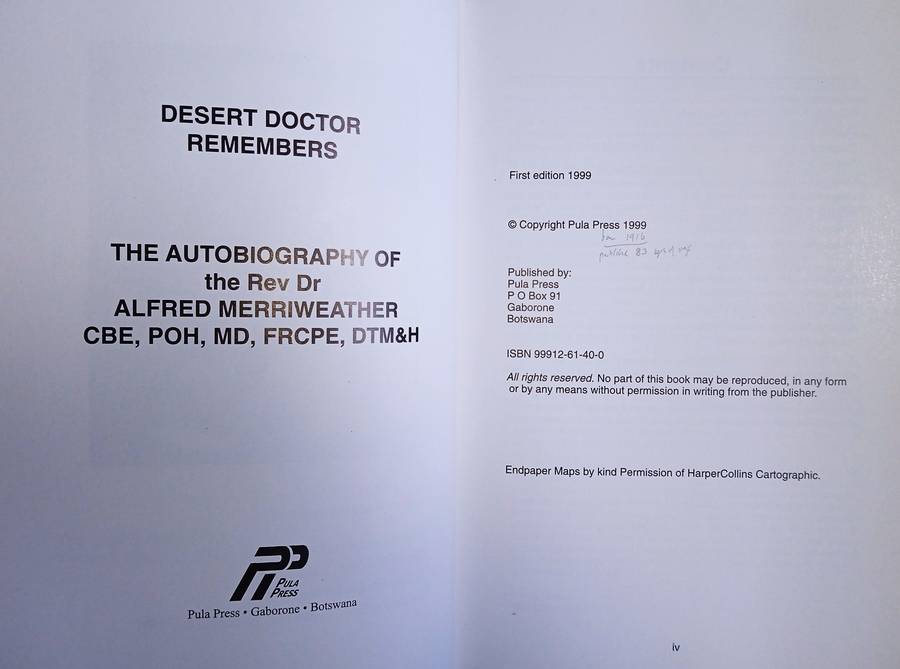 DESERT DOCTOR
REMEMBERS
THE AUTOBIOGRAPHY OF
the Rev Dr
ALFRED MERRIWEATHER
CBE, POH, MD, FRCPE, DTM&H
PULA
PRESS
Pula Press • Gaborone • Botswana
First edition 1999
© Copyright Pula Press 1999
1916
83
Published by:
Pula Press
P O Box 91
Gaborone
Botswana
ISBN 99912-61-40-0
All rights reserved. No part of this book may be reproduced, in any form
or by any means without permission in writing from the publisher.
Endpaper Maps by kind Permission of HarperCollins Cartographic.
iv